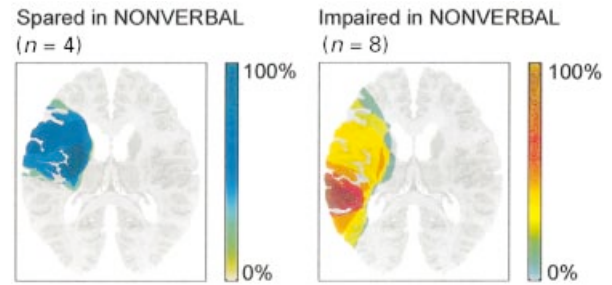 Spared in NONVERBAL
(n = 4)
100%
0%
Impaired in NONVERBAL
(n = 8)
100%
0%